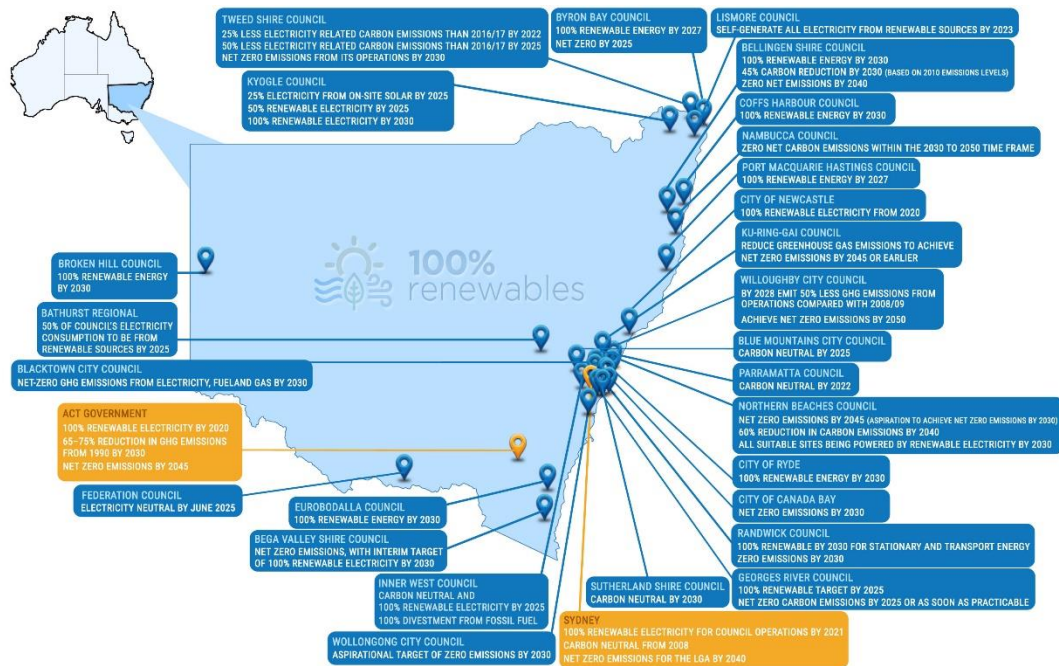 TWEED SHIRE COUNCIL
25% LESS ELECTRICITY RELATED CARBON EMISSIONS THAN 2016/17 BY 2022
50% LESS ELECTRICITY RELATED CARBON EMISSIONS THAN 2016/17 BY 2025
NET ZERO EMISSIONS FROM ITS OPERATIONS BY 2030
BYRON BAY COUNCIL
100% RENEWABLE ENERGY BY 2027
NET ZERO BY 2025
LISMORE COUNCIL
SELF-GENERATE ALL ELECTRICITY FROM RENEWABLE SOURCES BY 2023
KYOGLE COUNCIL
25% ELECTRICITY FROM ON-SITE SOLAR BY 2025
50% RENEWABLE ELECTRICITY BY 2025
100% RENEWABLE ELECTRICITY BY 2030
BELLINGEN SHIRE COUNCIL
100% RENEWABLE ENERGY BY 2030
45% CARBON REDUCTION BY 2030 (BASED ON 2010 EMISSIONS LEVELS)
ZERO NET EMISSIONS BY 2040
COFFS HARBOUR COUNCIL
100% RENEWABLE ENERGY BY 2030
NAMBUCCA COUNCIL
ZERO NET CARBON EMISSIONS WITHIN THE 2030 TO 2050 TIME FRAME
PORT MACQUARIE HASTINGS COUNCIL
100% RENEWABLE ENERGY BY 2027
CITY OF NEWCASTLE
100% RENEWABLE ELECTRICITY FROM 2020
KU-RING-GAI COUNCIL
REDUCE GREENHOUSE GAS EMISSIONS TO ACHIEVE
NET ZERO EMISSIONS BY 2045 OR EARLIER
WILLOUGHBY CITY COUNCIL
BY 2028 EMIT 50% LESS GHG EMISSIONS FROM
OPERATIONS COMPARED WITH 2008/09
ACHIEVE NET ZERO EMISSIONS BY 2050
100%
renewables
BROKEN HILL COUNCIL
100% RENEWABLE ENERGY
BY 2030
BATHURST REGIONAL
50% OF COUNCIL'S ELECTRICITY
CONSUMPTION TO BE FROM
RENEWABLE SOURCES BY 2025
BLACKTOWN CITY COUNCIL
NET-ZERO GHG EMISSIONS FROM ELECTRICITY, FUELAND GAS BY 2030
BLUE MOUNTAINS CITY COUNCIL
CARBON NEUTRAL BY 2025
PARRAMATTA COUNCIL
CARBON NEUTRAL BY 2022
NORTHERN BEACHES COUNCIL
NET ZERO EMISSIONS BY 2045 (ASPIRATION TO ACHIEVE NET ZERO EMISSIONS BY 2030)
60% REDUCTION IN CARBON EMISSIONS BY 2040
ALL SUITABLE SITES BEING POWERED BY RENEWABLE ELECTRICITY BY 2030
ACT GOVERNMENT
100% RENEWABLE ELECTRICITY BY 2020
65–75% REDUCTION IN GHG EMISSIONS
FROM 1990 BY 2030
NET ZERO EMISSIONS BY 2045
CITY OF RYDE
100% RENEWABLE ENERGY BY 2030
CITY OF CANADA BAY
NET ZERO EMISSIONS BY 2030
FEDERATION COUNCIL
ELECTRICITY NEUTRAL BY JUNE 2025
EUROBODALLA COUNCIL
100% RENEWABLE ENERGY BY 2030
BEGA VALLEY SHIRE COUNCIL
NET ZERO EMISSIONS, WITH INTERIM TARGET
OF 100% RENEWABLE ELECTRICITY BY 2030
RANDWICK COUNCIL
100% RENEWABLE BY 2030 FOR STATIONARY AND TRANSPORT ENERGY
ZERO EMISSIONS BY 2030
GEORGES RIVER COUNCIL
100% RENEWABLE TARGET BY 2025
NET ZERO CARBON EMISSIONS BY 2025 OR AS SOON AS PRACTICABLE
INNER WEST COUNCIL
CARBON NEUTRAL AND
100% RENEWABLE ELECTRICITY BY 2025
100% DIVESTMENT FROM FOSSIL FUEL
SUTHERLAND SHIRE COUNCIL
CARBON NEUTRAL BY 2030
WOLLONGONG CITY COUNCIL
ASPIRATIONAL TARGET OF ZERO EMISSIONS BY 2030
SYDNEY
100% RENEWABLE ELECTRICITY FOR COUNCIL OPERATIONS BY 2021
CARBON NEUTRAL FROM 2008
NET ZERO EMISSIONS FOR THE LGA BY 2040